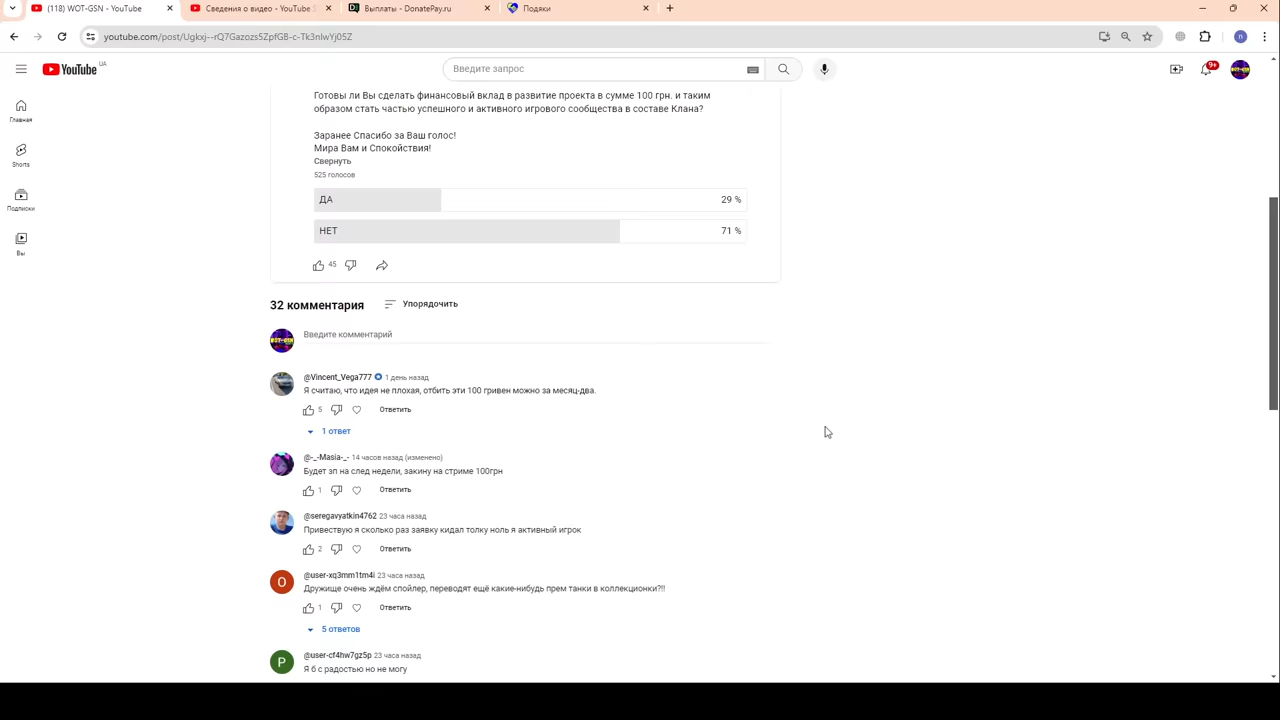 (118) WOT-GSN - YouTube
Сведения о видео - YouTube S
Выплаты - DonatePay.ru
Подяки
youtube.com/post/Ugkxj--rQ7Gazozs5ZpfGB-c-Tk3nIwYj05Z
n
YouTube UA
Введите запрос
9+
Главная
Shorts
Подписки
Вы
Готовы ли Вы сделать финансовый вклад в развитие проекта в сумме 100 грн. и таким
образом стать частью успешного и активного игрового сообщества в составе Клана?
Заранее Спасибо за Ваш голос!
Мира Вам и Спокойствия!
Свернуть
525 голосов
ДА 29 %
НЕТ 71 %
45
32 комментария Упорядочить
Введите комментарий
@Vincent_Vega777 1 день назад
Я считаю, что идея не плохая, отбить эти 100 гривен можно за месяц-два.
5 Ответить
1 ответ
@-_-Masia-_- 14 часов назад (изменено)
Будет зп на след недели, закину на стриме 100грн
1 Ответить
@seregavyatkin4762 23 часа назад
Привествую я сколько раз заявку кидал толку ноль я активный игрок
2 Ответить
О
@user-xq3mm1tm4i 23 часа назад
Дружище очень ждём спойлер, переводят ещё какие-нибудь прем танки в коллекционки?!!
1 Ответить
5 ответов
Р
@user-cf4hw7gz5p 23 часа назад
Я б с радостью но не могу